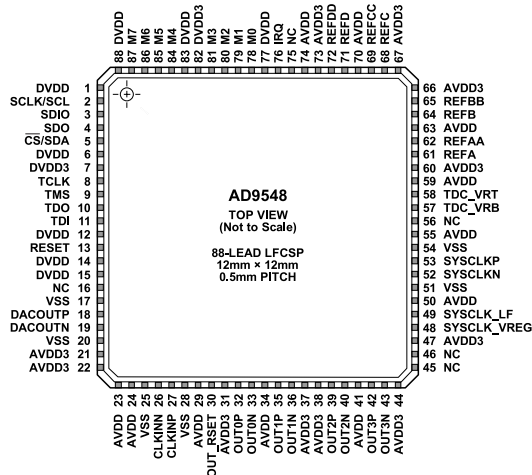 88 DVDD
87 M7
86 M6
85 M5
84 M4
83 DVDD
82 DVDD3
81 M3
80 M2
79 M1
78 M0
77 DVDD
76 IRQ
75 NC
74 AVDD
73 AVDD3
72 REFDD
71 REFD
70 AVDD
69 REFCC
68 REFC
67 AVDD3
DVDD 1
SCLK/SCL 2
SDIO 3
SDO 4
CS/SDA 5
DVDD 6
DVDD3 7
TCLK 8
TMS 9
TDO 10
TDI 11
DVDD 12
RESET 13
DVDD 14
DVDD 15
NC 16
VSS 17
DACOUTP 18
DACOUTN 19
VSS 20
AVDD3 21
AVDD3 22
AD9548
TOP VIEW
(Not to Scale)
88-LEAD LFCSP
12mm × 12mm
0.5mm PITCH
66 AVDD3
65 REFBB
64 REFB
63 AVDD
62 REFAA
61 REFA
60 AVDD3
59 AVDD
58 TDC_VRT
57 TDC_VRB
56 NC
55 AVDD
54 VSS
53 SYSCLKP
52 SYSCLKN
51 VSS
50 AVDD
49 SYSCLK_LF
48 SYSCLK_VREG
47 AVDD3
46 NC
45 NC
AVDD 23
AVDD 24
VSS 25
CLKINN 26
CLKINP 27
VSS 28
AVDD 29
OUT_RSET 30
AVDD3 31
OUT0P 32
OUT0N 33
AVDD 34
OUT1P 35
OUT1N 36
AVDD3 37
AVDD3 38
OUT2P 39
OUT2N 40
AVDD 41
OUT3P 42
OUT3N 43
AVDD3 44